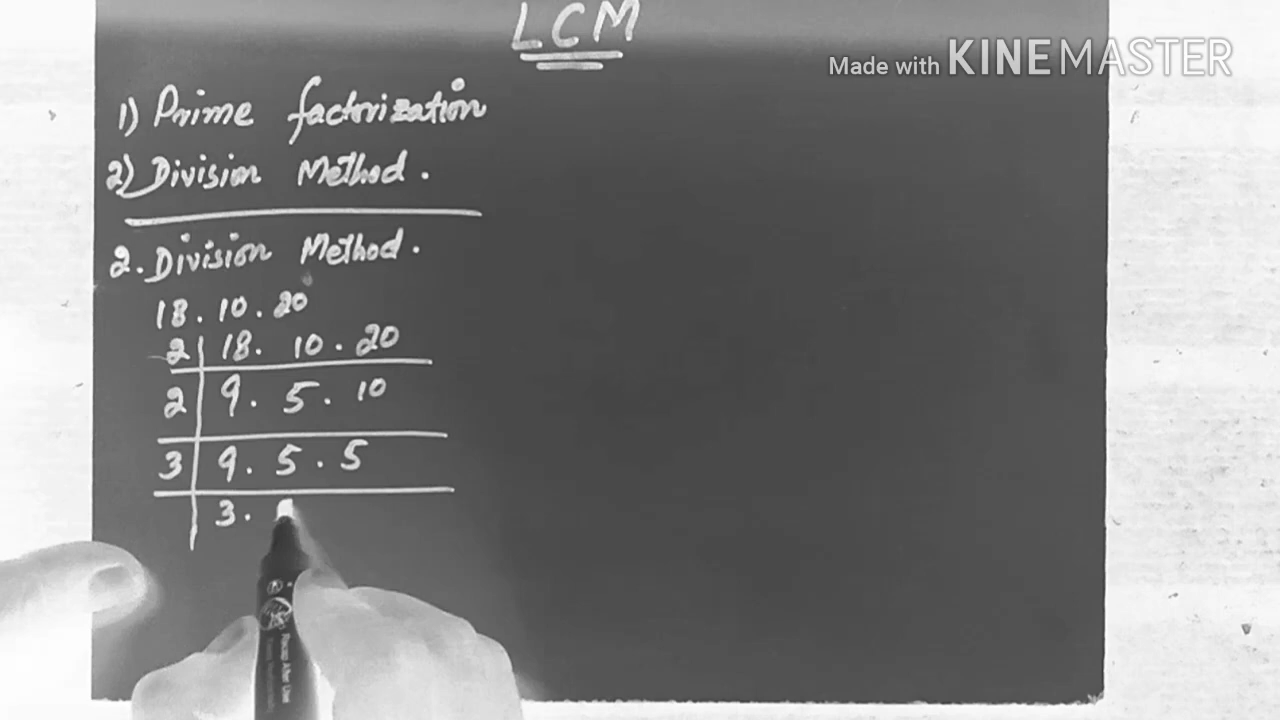 LCM
Made with KINEMASTER
1) Prime factorization
2) Division Method.
2. Division Method.
18. 10. 20
2 | 18. 10. 20
2 | 9. 5. 10
3 | 9. 5. 5
3.